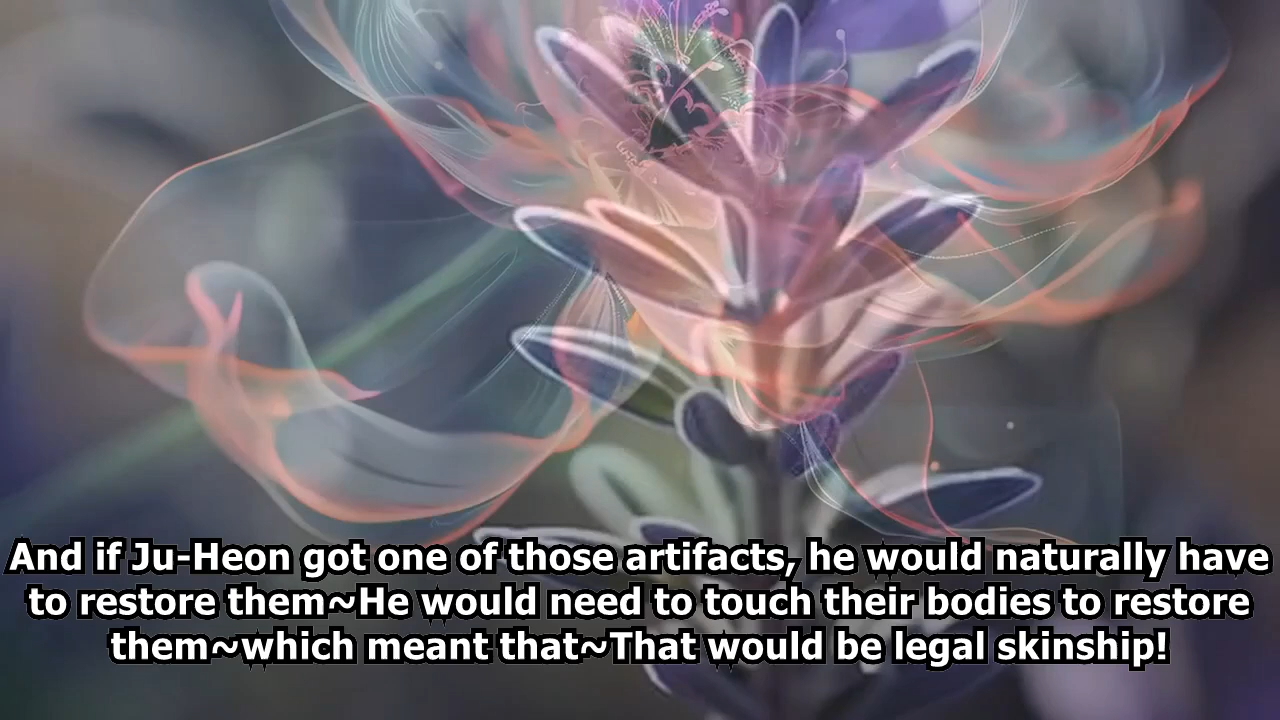 And if Ju-Heon got one of those artifacts, he would naturally have
to restore them~He would need to touch their bodies to restore
them~which meant that~That would be legal skinship!